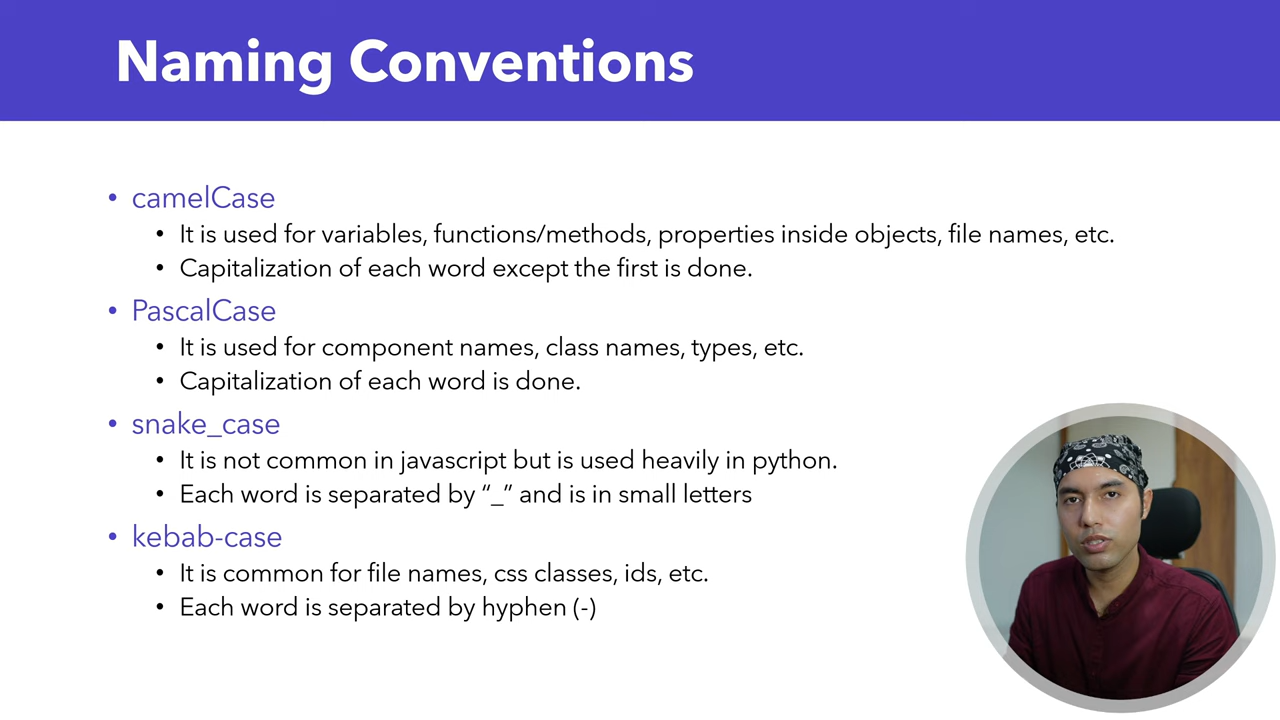 Naming Conventions
• camelCase
• It is used for variables, functions/methods, properties inside objects, file names, etc.
• Capitalization of each word except the first is done.
• PascalCase
• It is used for component names, class names, types, etc.
• Capitalization of each word is done.
• snake_case
• It is not common in javascript but is used heavily in python.
• Each word is separated by “_” and is in small letters
• kebab-case
• It is common for file names, css classes, ids, etc.
• Each word is separated by hyphen (-)